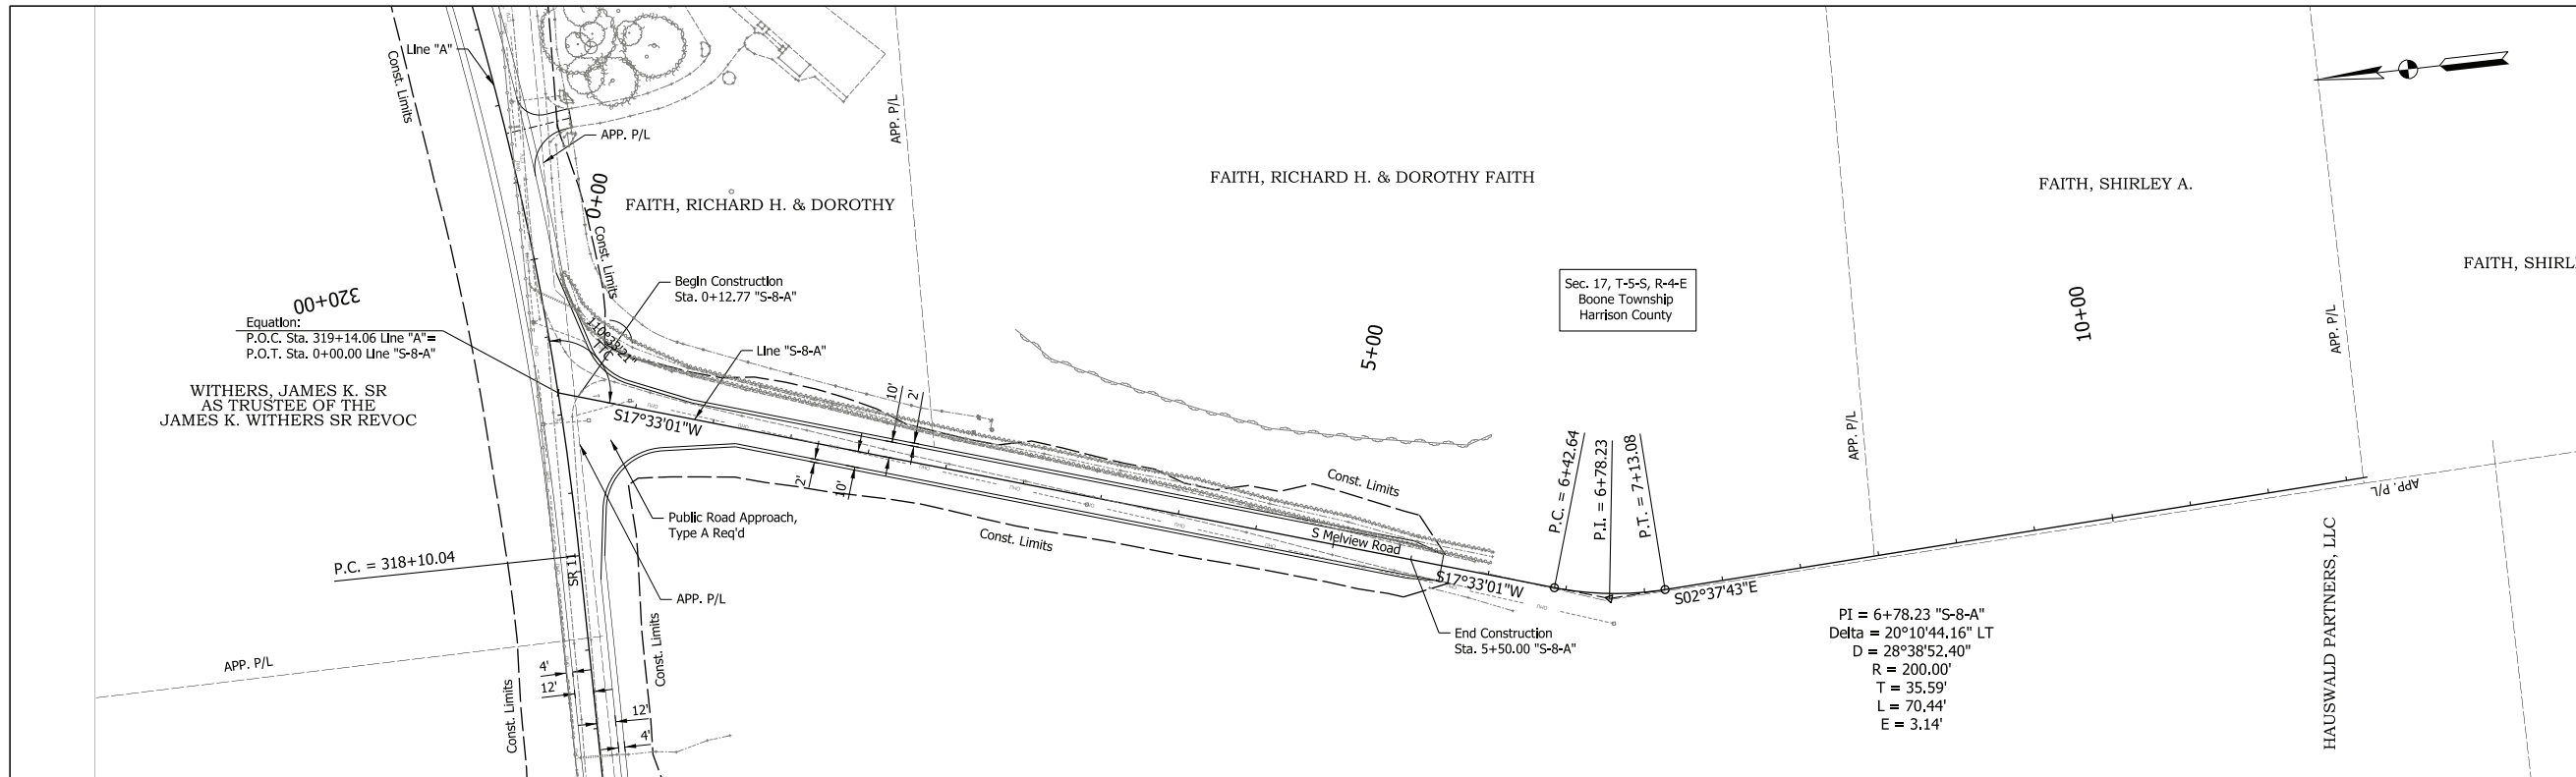 Line "A"
Const. Limits
APP. P/L
APP. P/L
APP. P/L
APP. P/L
0+00
Const. Limits
FAITH, RICHARD H. & DOROTHY
FAITH, RICHARD H. & DOROTHY FAITH
FAITH, SHIRLEY A.
FAITH, SHIRL
320+00
Begin Construction
Sta. 0+12.77 "S-8-A"
Sec. 17, T-5-S, R-4-E
Boone Township
Harrison County
Equation:
P.O.C. Sta. 319+14.06 Line "A"=
P.O.T. Sta. 0+00.00 Line "S-8-A"
110°33'21"
TTC
Line "S-8-A"
5+00
10+00
WITHERS, JAMES K. SR
AS TRUSTEE OF THE
JAMES K. WITHERS SR REVOC
S17°33'01"W
10'
2'
2'
10'
Const. Limits
Const. Limits
P.C. = 6+42.64
P.I. = 6+78.23
P.T. = 7+13.08
APP. P/L
Public Road Approach,
Type A Req'd
S Melview Road
P.C. = 318+10.04
SR 11
S17°33'01"W
S02°37'43"E
APP. P/L
Const. Limits
End Construction
Sta. 5+50.00 "S-8-A"
PI = 6+78.23 "S-8-A"
Delta = 20°10'44.16" LT
D = 28°38'52.40"
R = 200.00'
T = 35.59'
L = 70.44'
E = 3.14'
HAUSWALD PARTNERS, LLC
APP. P/L
4'
12'
Const. Limits
12'
4'